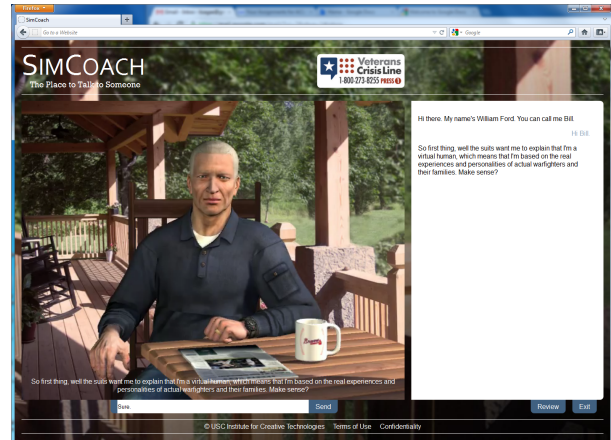 Firefox
SimCoach
Go to a Website
Google
SIMCOACH
The Place to Talk to Someone
Veterans
Crisis Line
1-800-273-8255 PRESS 1
Hi there. My name's William Ford. You can call me Bill.
Hi Bill.
So first thing, well the suits want me to explain that I'm a
virtual human, which means that I'm based on the real
experiences and personalities of actual warfighters and
their families. Make sense?
Braves
So first thing, well the suits want me to explain that I'm a virtual human, which means that I'm based on the real experiences and
personalities of actual warfighters and their families. Make sense?
Sure.
Send
Review
Exit
© USC Institute for Creative Technologies Terms of Use Confidentiality